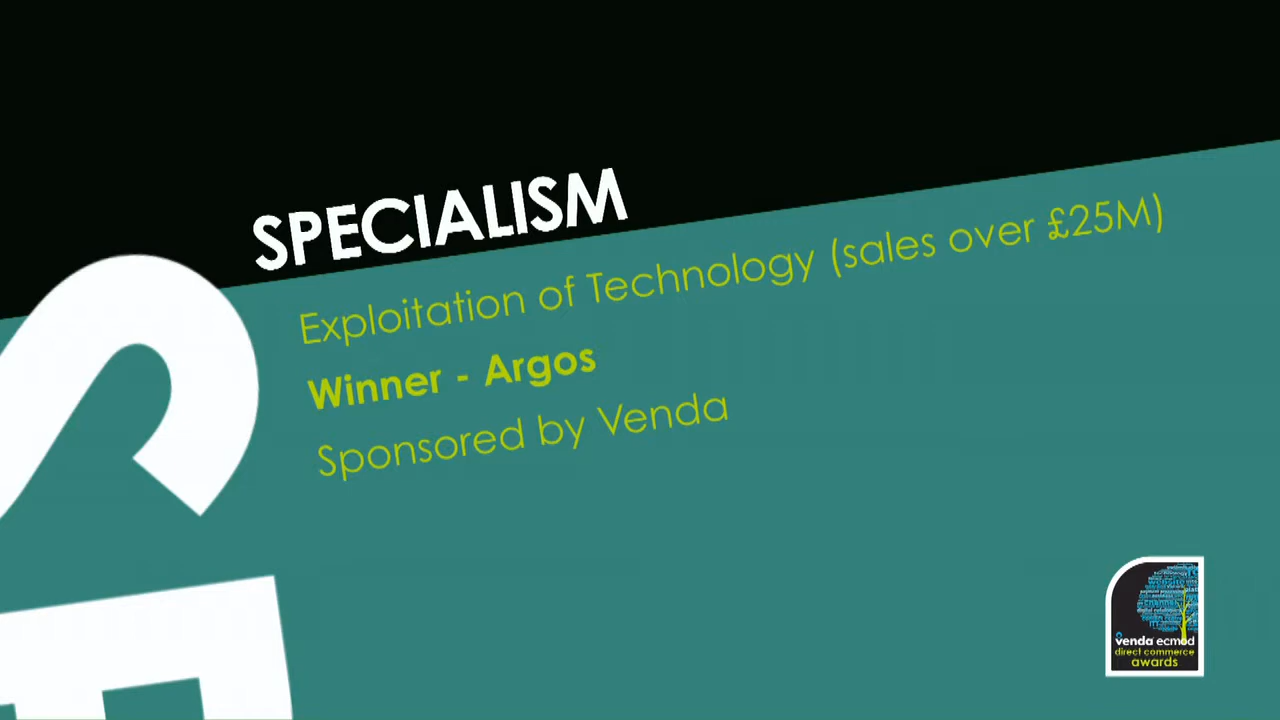 SPECIALISM
Exploitation of Technology (sales over £25M)
Winner - Argos
Sponsored by Venda
venda ecmod
direct commerce
awards